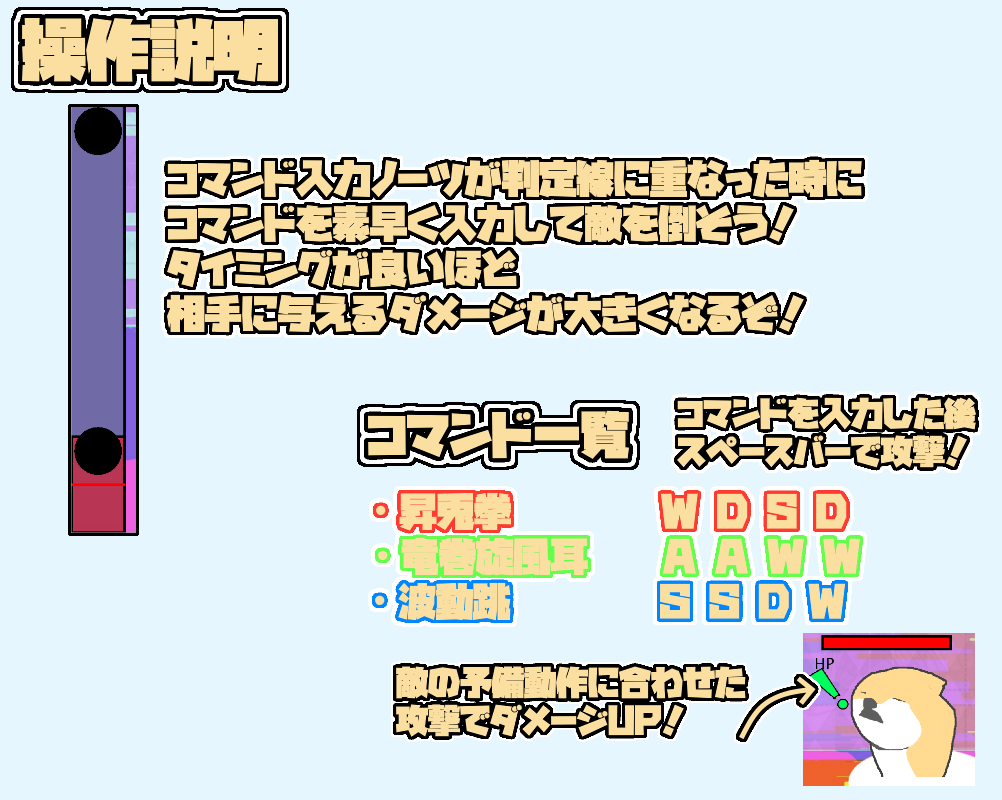 操作説明
コマンド入力ノーツが判定線に重なった時に
コマンドを素早く入力して敵を倒そう!
タイミングが良いほど
相手に与えるダメージが大きくなるぞ!
コマンド一覧
コマンドを入力した後
スペースバーで攻撃!
・昇兎拳 W D S D
・竜巻旋風耳 A A W W
・波動跳 S S D W
HP
敵の予備動作に合わせた
攻撃でダメージUP!